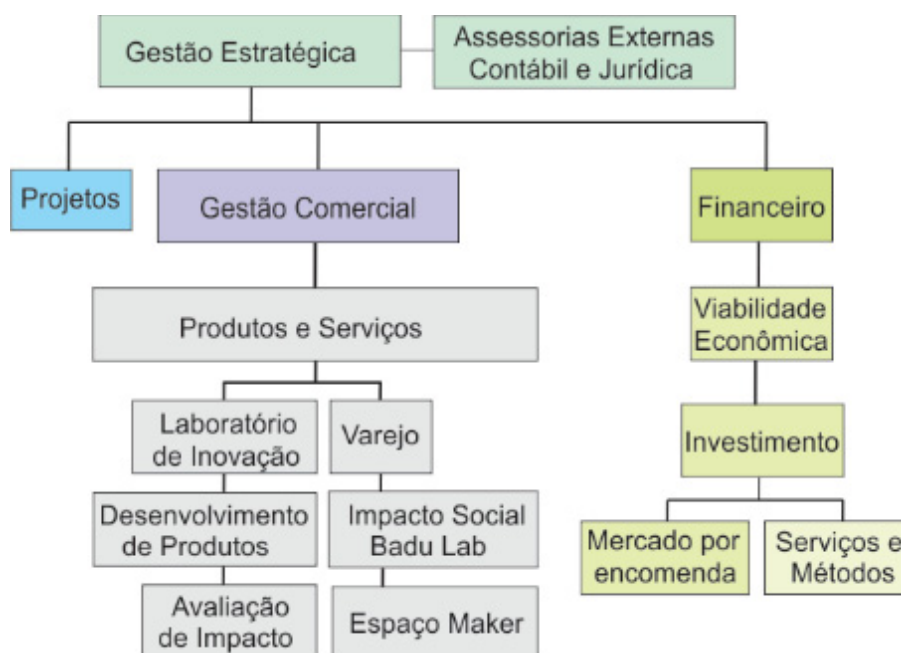 Gestão Estratégica
Assessorias Externas
Contábil e Jurídica
Projetos
Gestão Comercial
Financeiro
Produtos e Serviços
Viabilidade
Econômica
Laboratório
de Inovação
Varejo
Investimento
Desenvolvimento
de Produtos
Impacto Social
Badu Lab
Mercado por
encomenda
Serviços e
Métodos
Avaliação
de Impacto
Espaço Maker